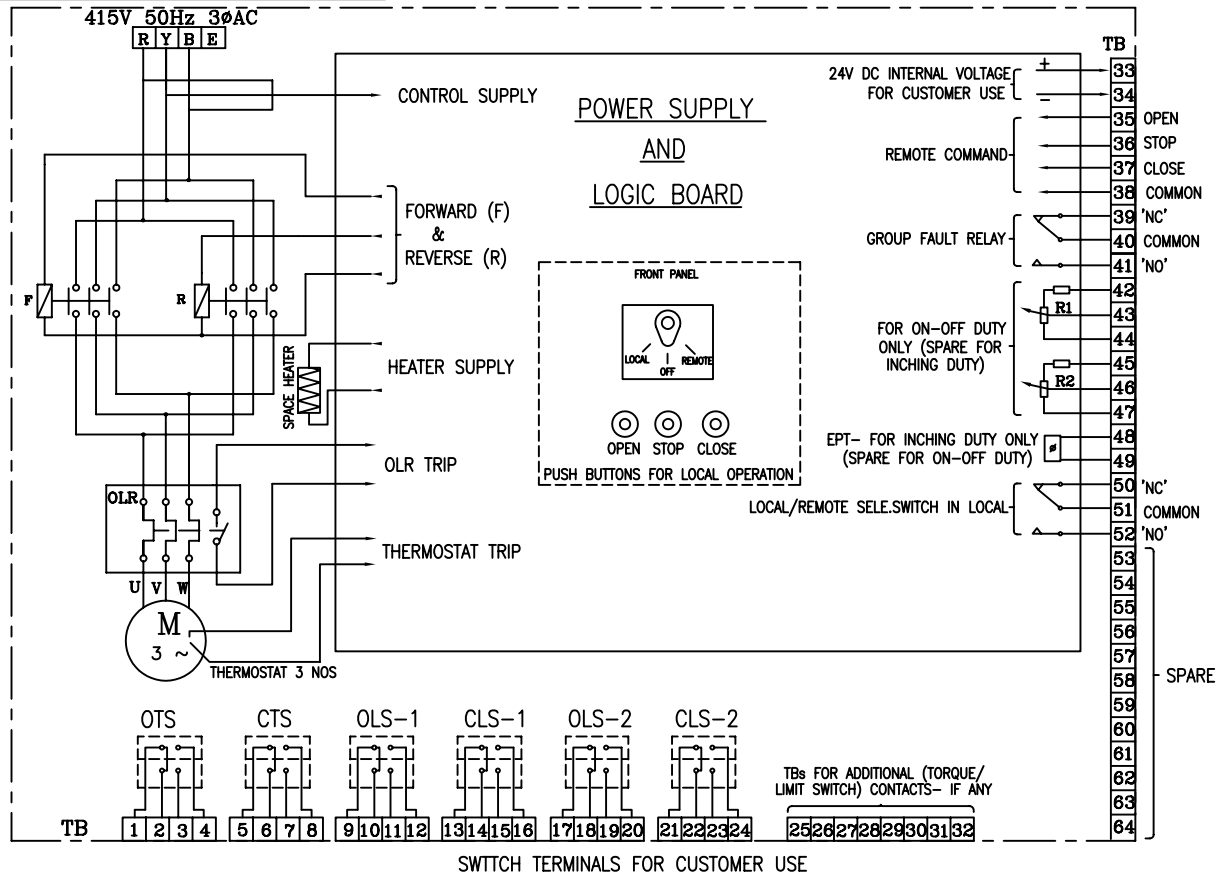 415V 50Hz 3øAC
R Y B E
CONTROL SUPPLY
FORWARD (F)
&
REVERSE (R)
F
R
SPACE HEATER
HEATER SUPPLY
OLR TRIP
OLR
THERMOSTAT TRIP
U V W
M
3 ~
THERMOSTAT 3 NOS
POWER SUPPLY
AND
LOGIC BOARD
FRONT PANEL
LOCAL
OFF
REMOTE
OPEN STOP CLOSE
PUSH BUTTONS FOR LOCAL OPERATION
TB
24V DC INTERNAL VOLTAGE
FOR CUSTOMER USE
+
−
REMOTE COMMAND
GROUP FAULT RELAY
FOR ON-OFF DUTY
ONLY (SPARE FOR
INCHING DUTY)
R1
R2
EPT- FOR INCHING DUTY ONLY
(SPARE FOR ON-OFF DUTY)
ø
LOCAL/REMOTE SELE.SWITCH IN LOCAL
33
34
35 OPEN
36 STOP
37 CLOSE
38 COMMON
39 'NC'
40 COMMON
41 'NO'
42
43
44
45
46
47
48
49
50 'NC'
51 COMMON
52 'NO'
53
54
55
56
57
58
59
60
61
62
63
64
SPARE
OTS CTS OLS-1 CLS-1 OLS-2 CLS-2
TBs FOR ADDITIONAL (TORQUE/
LIMIT SWITCH) CONTACTS- IF ANY
TB
1 2 3 4 5 6 7 8 9 10 11 12 13 14 15 16 17 18 19 20 21 22 23 24 25 26 27 28 29 30 31 32
SWTTCH TERMINALS FOR CUSTOMER USE